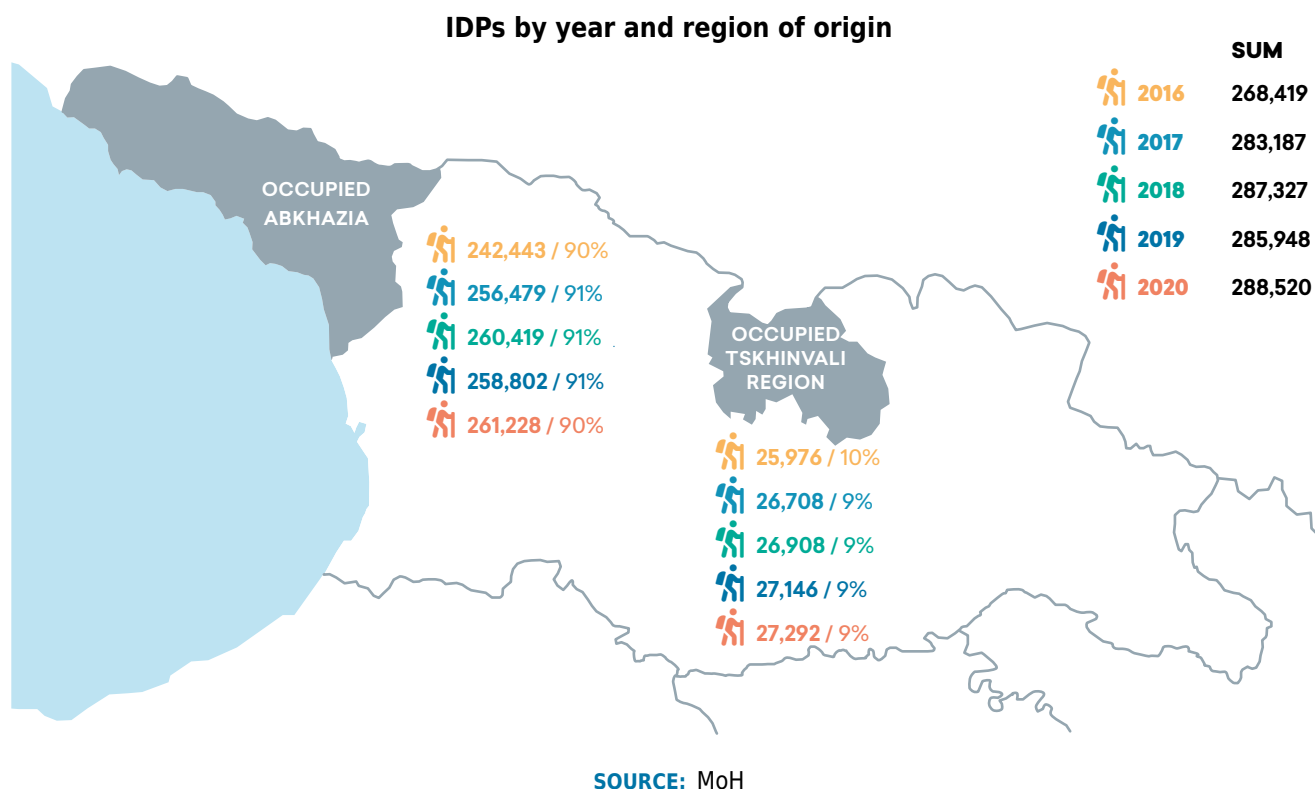 IDPs by year and region of origin
SUM
2016 268,419
2017 283,187
2018 287,327
2019 285,948
2020 288,520
OCCUPIED
ABKHAZIA
242,443 / 90%
256,479 / 91%
260,419 / 91%
258,802 / 91%
261,228 / 90%
OCCUPIED
TSKHINVALI
REGION
25,976 / 10%
26,708 / 9%
26,908 / 9%
27,146 / 9%
27,292 / 9%
SOURCE: MoH